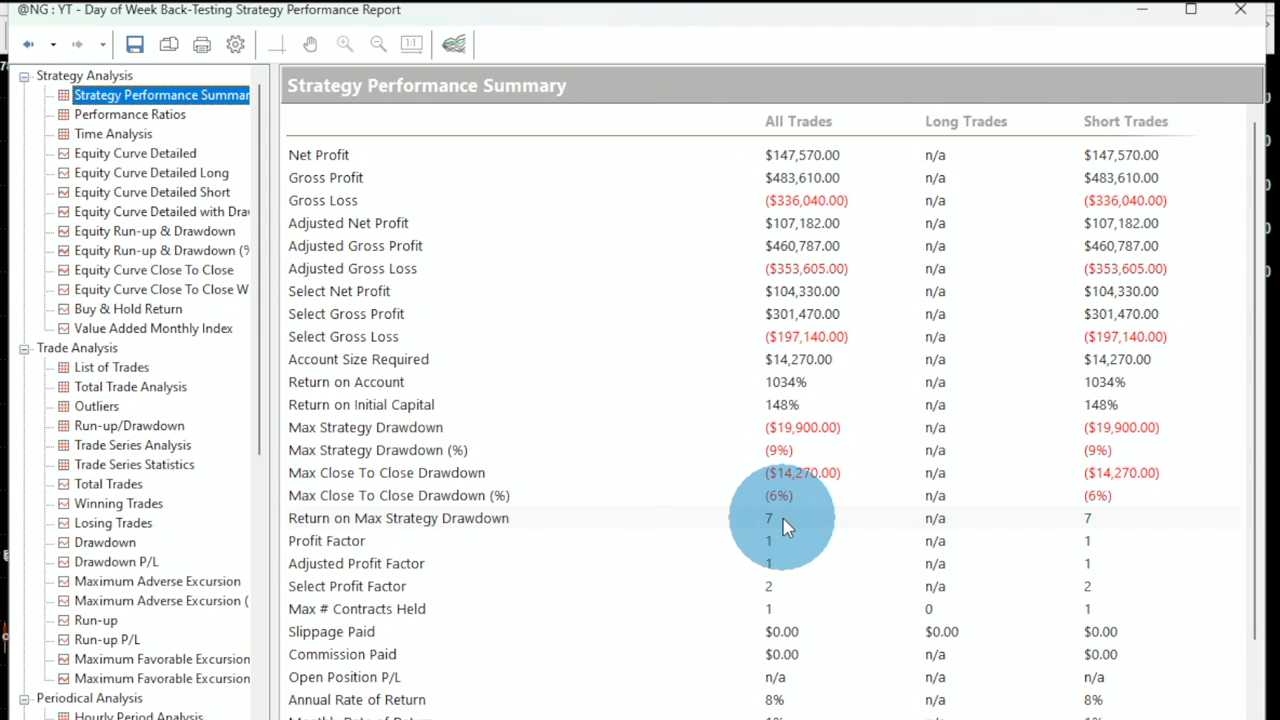 @NG : YT - Day of Week Back-Testing Strategy Performance Report
1:1
Strategy Analysis
Strategy Performance Summar
Performance Ratios
Time Analysis
Equity Curve Detailed
Equity Curve Detailed Long
Equity Curve Detailed Short
Equity Curve Detailed with Dra
Equity Run-up & Drawdown
Equity Run-up & Drawdown (%
Equity Curve Close To Close
Equity Curve Close To Close W
Buy & Hold Return
Value Added Monthly Index
Trade Analysis
List of Trades
Total Trade Analysis
Outliers
Run-up/Drawdown
Trade Series Analysis
Trade Series Statistics
Total Trades
Winning Trades
Losing Trades
Drawdown
Drawdown P/L
Maximum Adverse Excursion
Maximum Adverse Excursion (
Run-up
Run-up P/L
Maximum Favorable Excursion
Maximum Favorable Excursion
Periodical Analysis
Hourly Period Analysis
Strategy Performance Summary
All Trades Long Trades Short Trades
Net Profit $147,570.00 n/a $147,570.00
Gross Profit $483,610.00 n/a $483,610.00
Gross Loss ($336,040.00) n/a ($336,040.00)
Adjusted Net Profit $107,182.00 n/a $107,182.00
Adjusted Gross Profit $460,787.00 n/a $460,787.00
Adjusted Gross Loss ($353,605.00) n/a ($353,605.00)
Select Net Profit $104,330.00 n/a $104,330.00
Select Gross Profit $301,470.00 n/a $301,470.00
Select Gross Loss ($197,140.00) n/a ($197,140.00)
Account Size Required $14,270.00 n/a $14,270.00
Return on Account 1034% n/a 1034%
Return on Initial Capital 148% n/a 148%
Max Strategy Drawdown ($19,900.00) n/a ($19,900.00)
Max Strategy Drawdown (%) (9%) n/a (9%)
Max Close To Close Drawdown ($14,270.00) n/a ($14,270.00)
Max Close To Close Drawdown (%) (6%) n/a (6%)
Return on Max Strategy Drawdown 7 n/a 7
Profit Factor 1 n/a 1
Adjusted Profit Factor 1 n/a 1
Select Profit Factor 2 n/a 2
Max # Contracts Held 1 0 1
Slippage Paid $0.00 $0.00 $0.00
Commission Paid $0.00 n/a $0.00
Open Position P/L n/a n/a n/a
Annual Rate of Return 8% n/a 8%